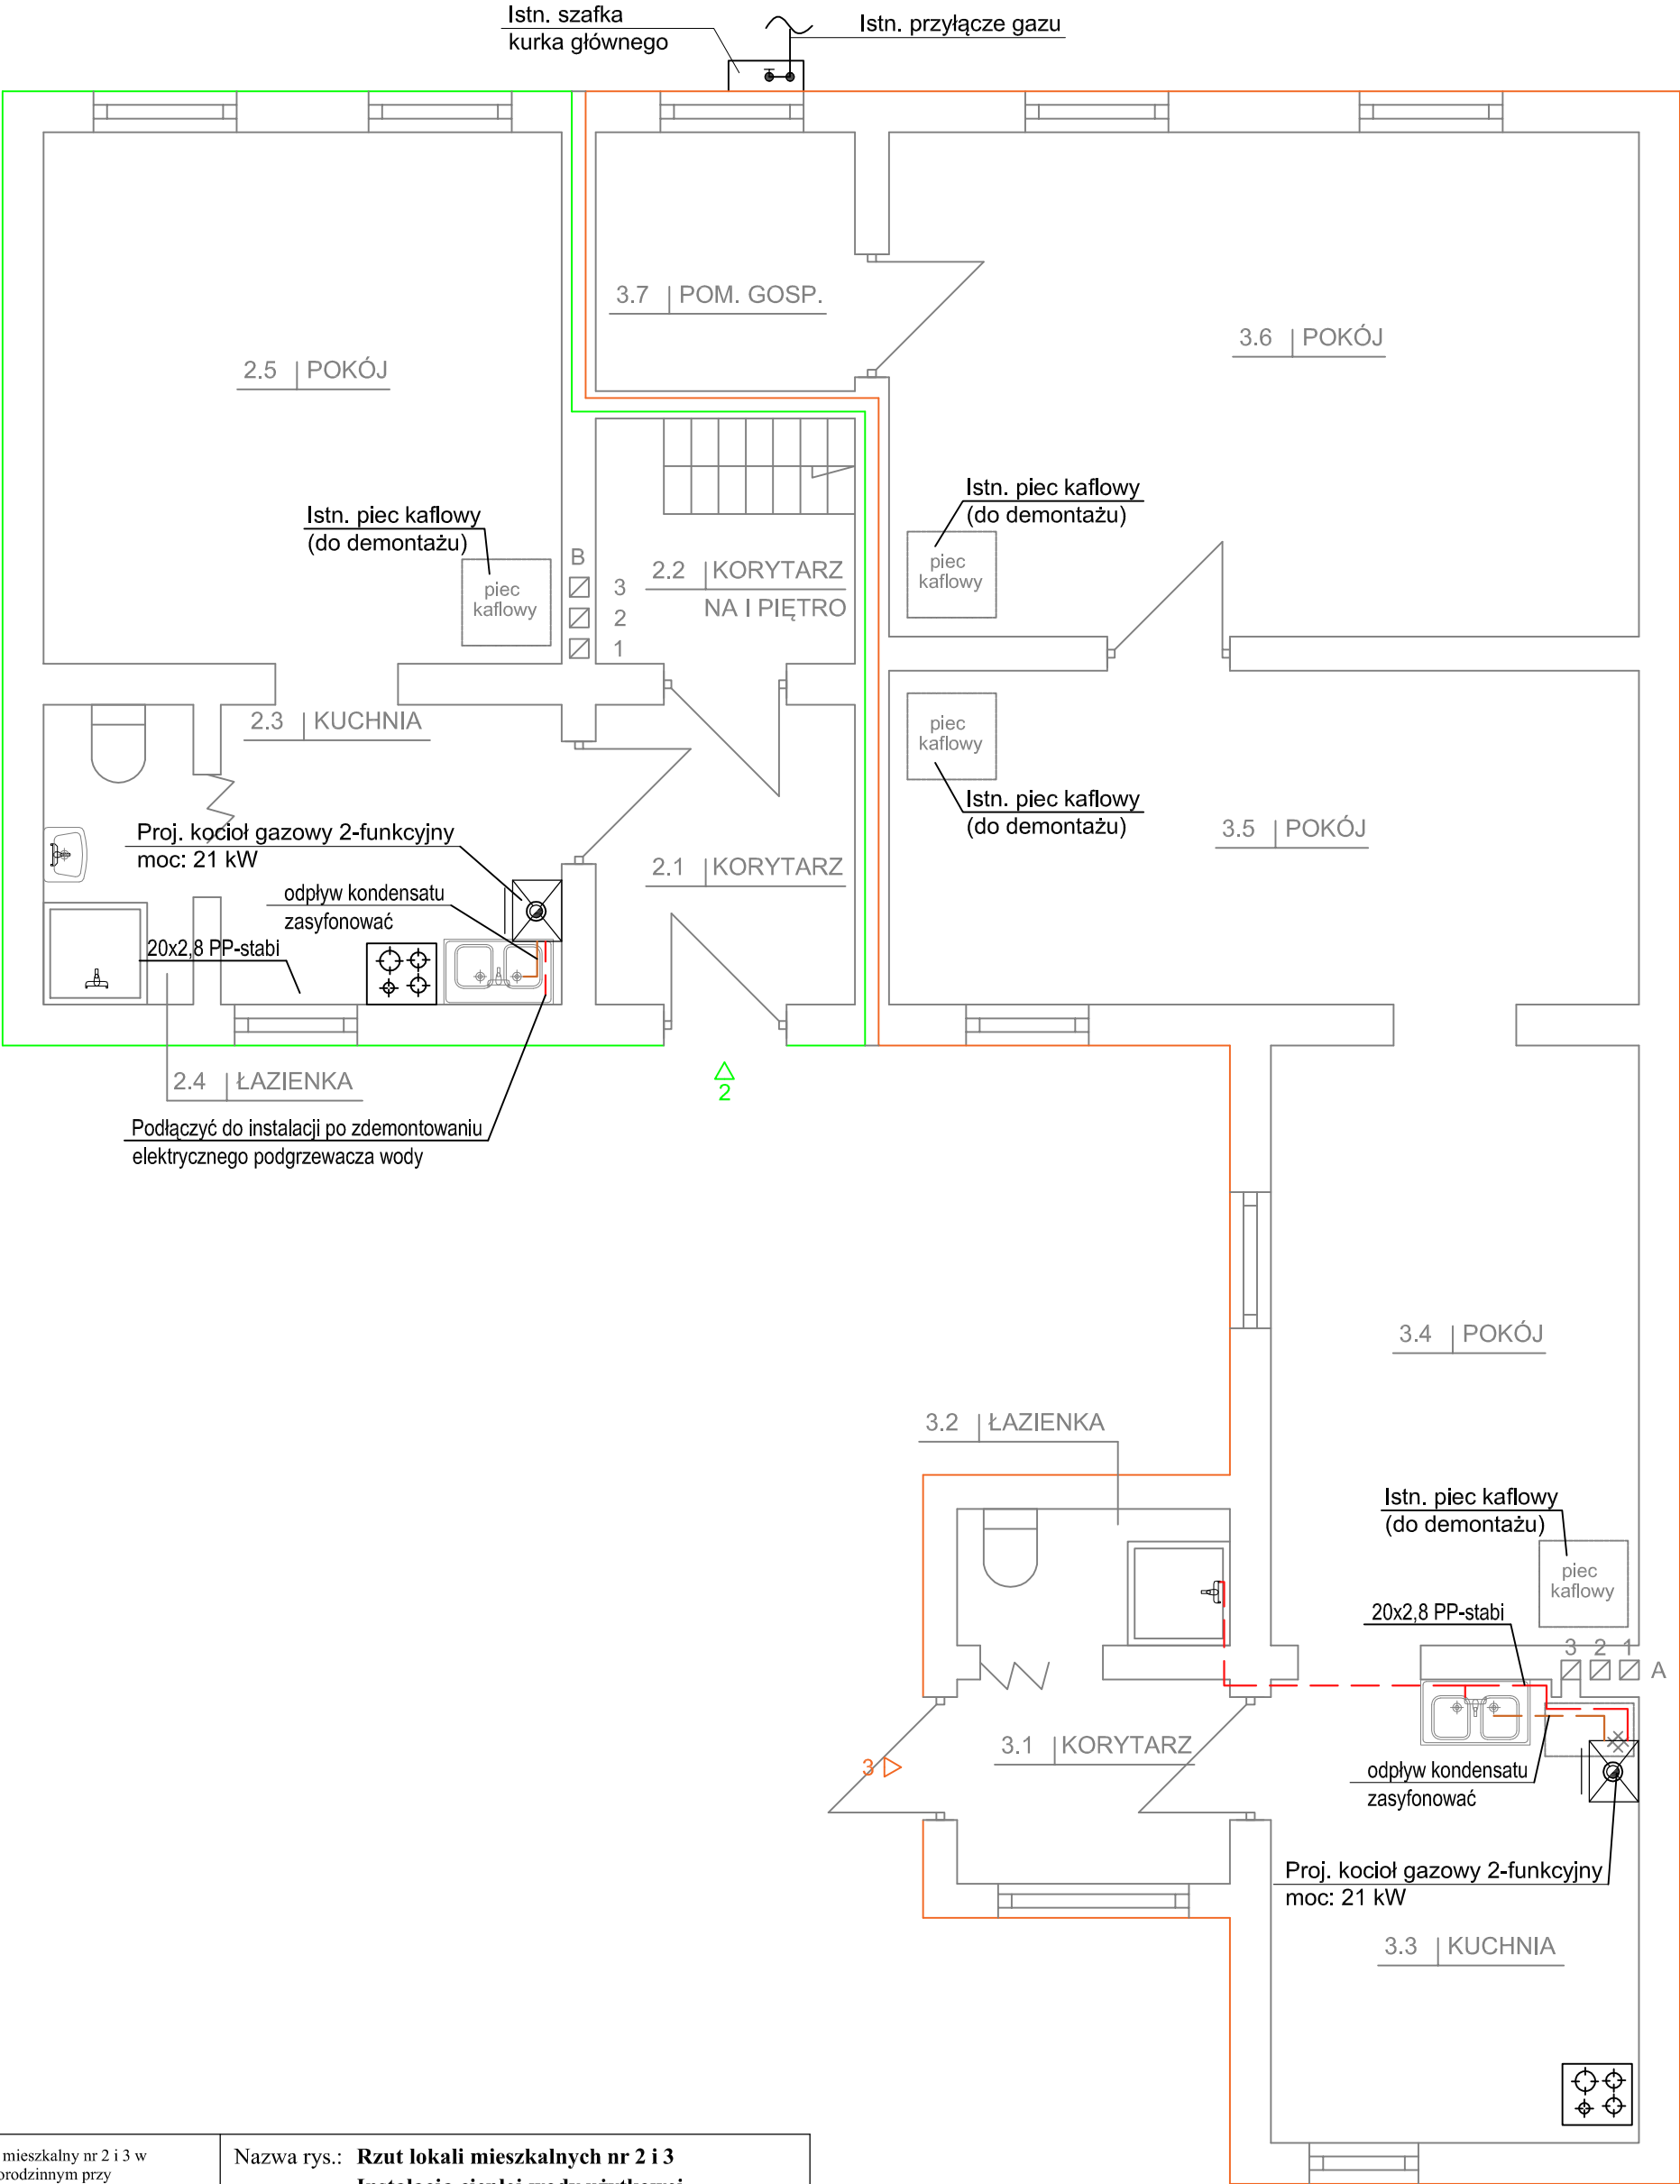 Istn. szafka
kurka głównego
Istn. przyłącze gazu
3.7 POM. GOSP.
3.6 POKÓJ
2.5 POKÓJ
Istn. piec kaflowy
(do demontażu)
piec
kaflowy
B
3
2
1
2.2 KORYTARZ
NA I PIĘTRO
Istn. piec kaflowy
(do demontażu)
piec
kaflowy
2.3 KUCHNIA
piec
kaflowy
Istn. piec kaflowy
(do demontażu)
3.5 POKÓJ
Proj. kocioł gazowy 2-funkcyjny
moc: 21 kW
2.1 KORYTARZ
odpływ kondensatu
zasyfonować
20x2,8 PP-stabi
2.4 ŁAZIENKA
2
Podłączyć do instalacji po zdemontowaniu
elektrycznego podgrzewacza wody
3.4 POKÓJ
3.2 ŁAZIENKA
Istn. piec kaflowy
(do demontażu)
piec
kaflowy
20x2,8 PP-stabi
3 2 1
A
3.1 KORYTARZ
3
odpływ kondensatu
zasyfonować
Proj. kocioł gazowy 2-funkcyjny
moc: 21 kW
3.3 KUCHNIA
mieszkalny nr 2 i 3 w
orodzinnym przy
Nazwa rys.: Rzut lokali mieszkalnych nr 2 i 3
Instalacja ciepłej wody użytkowej